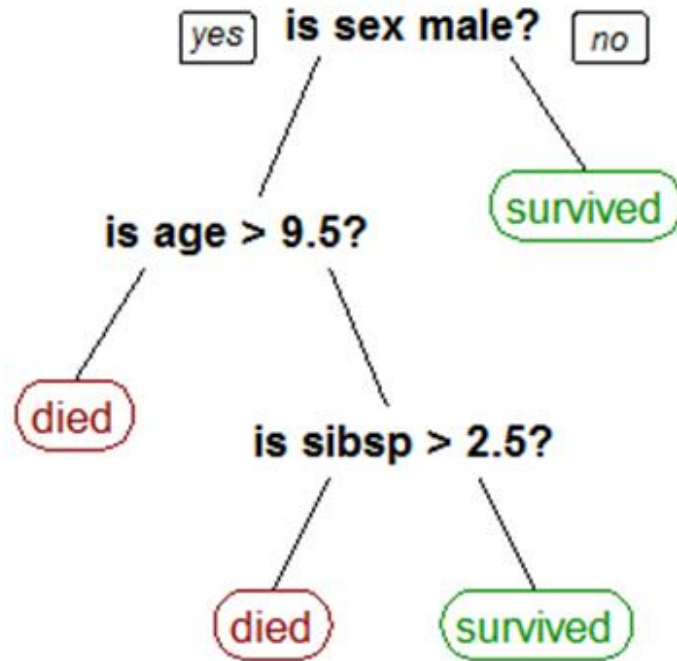 yes is sex male? no
survived
is age > 9.5?
died
is sibsp > 2.5?
died survived